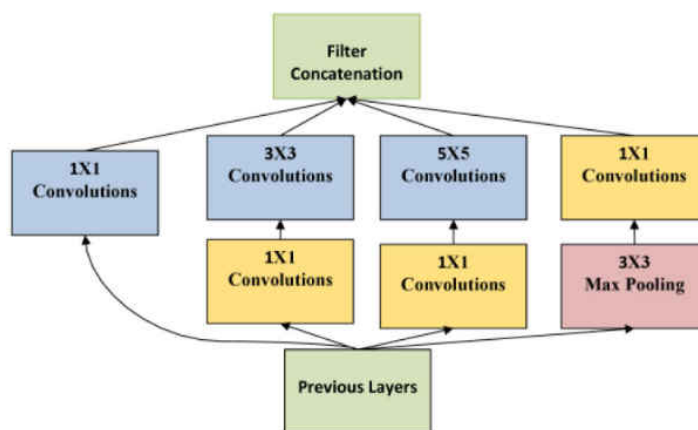 Filter
Concatenation
1X1
Convolutions
3X3
Convolutions
5X5
Convolutions
1X1
Convolutions
1X1
Convolutions
1X1
Convolutions
3X3
Max Pooling
Previous Layers